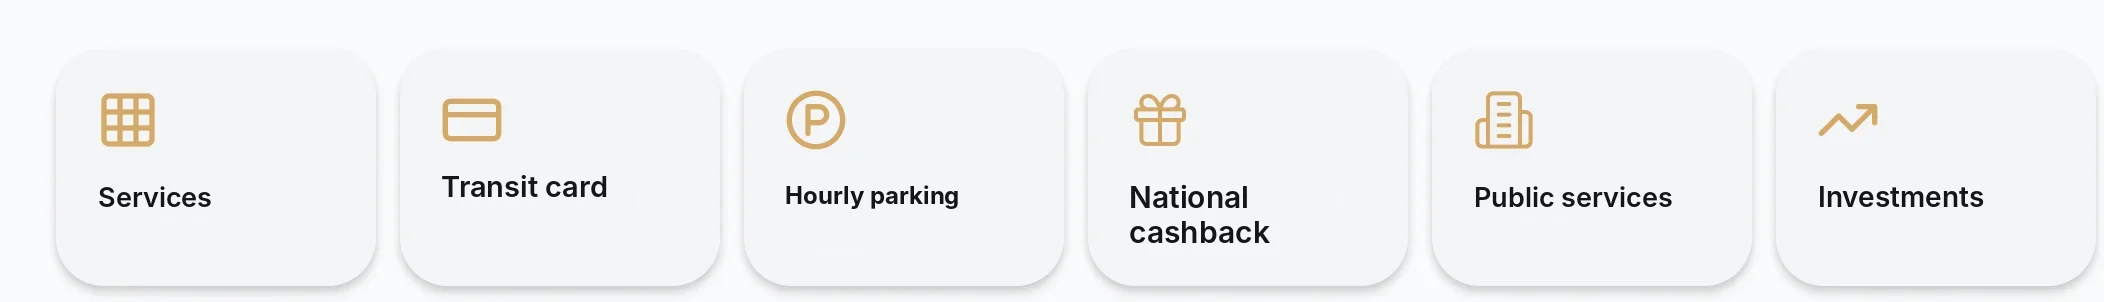 Services
Transit card
Hourly parking
National
cashback
Public services
Investments